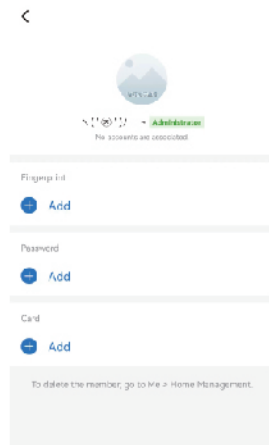 Administrator
No accounts are associated.
Fingerprint
Add
Password
Add
Card
Add
To delete the member, go to Me > Home Management.